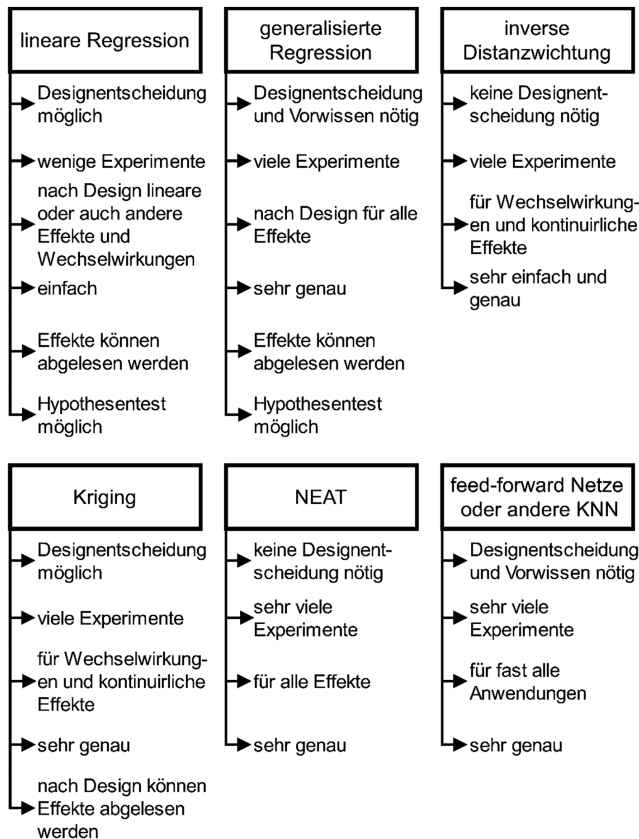 lineare Regression
Designentscheidung
möglich
wenige Experimente
nach Design lineare
oder auch andere
Effekte und
Wechselwirkungen
einfach
Effekte können
abgelesen werden
Hypothesentest
möglich
generalisierte
Regression
Designentscheidung
und Vorwissen nötig
viele Experimente
nach Design für alle
Effekte
sehr genau
Effekte können
abgelesen werden
Hypothesentest
möglich
inverse
Distanzwichtung
keine Designent-
scheidung nötig
viele Experimente
für Wechselwirkung-
en und kontinuirliche
Effekte
sehr einfach und
genau
Kriging
Designentscheidung
möglich
viele Experimente
für Wechselwirkung-
en und kontinuirliche
Effekte
sehr genau
nach Design können
Effekte abgelesen
werden
NEAT
keine Designent-
scheidung nötig
sehr viele
Experimente
für alle Effekte
sehr genau
feed-forward Netze
oder andere KNN
Designentscheidung
und Vorwissen nötig
sehr viele
Experimente
für fast alle
Anwendungen
sehr genau